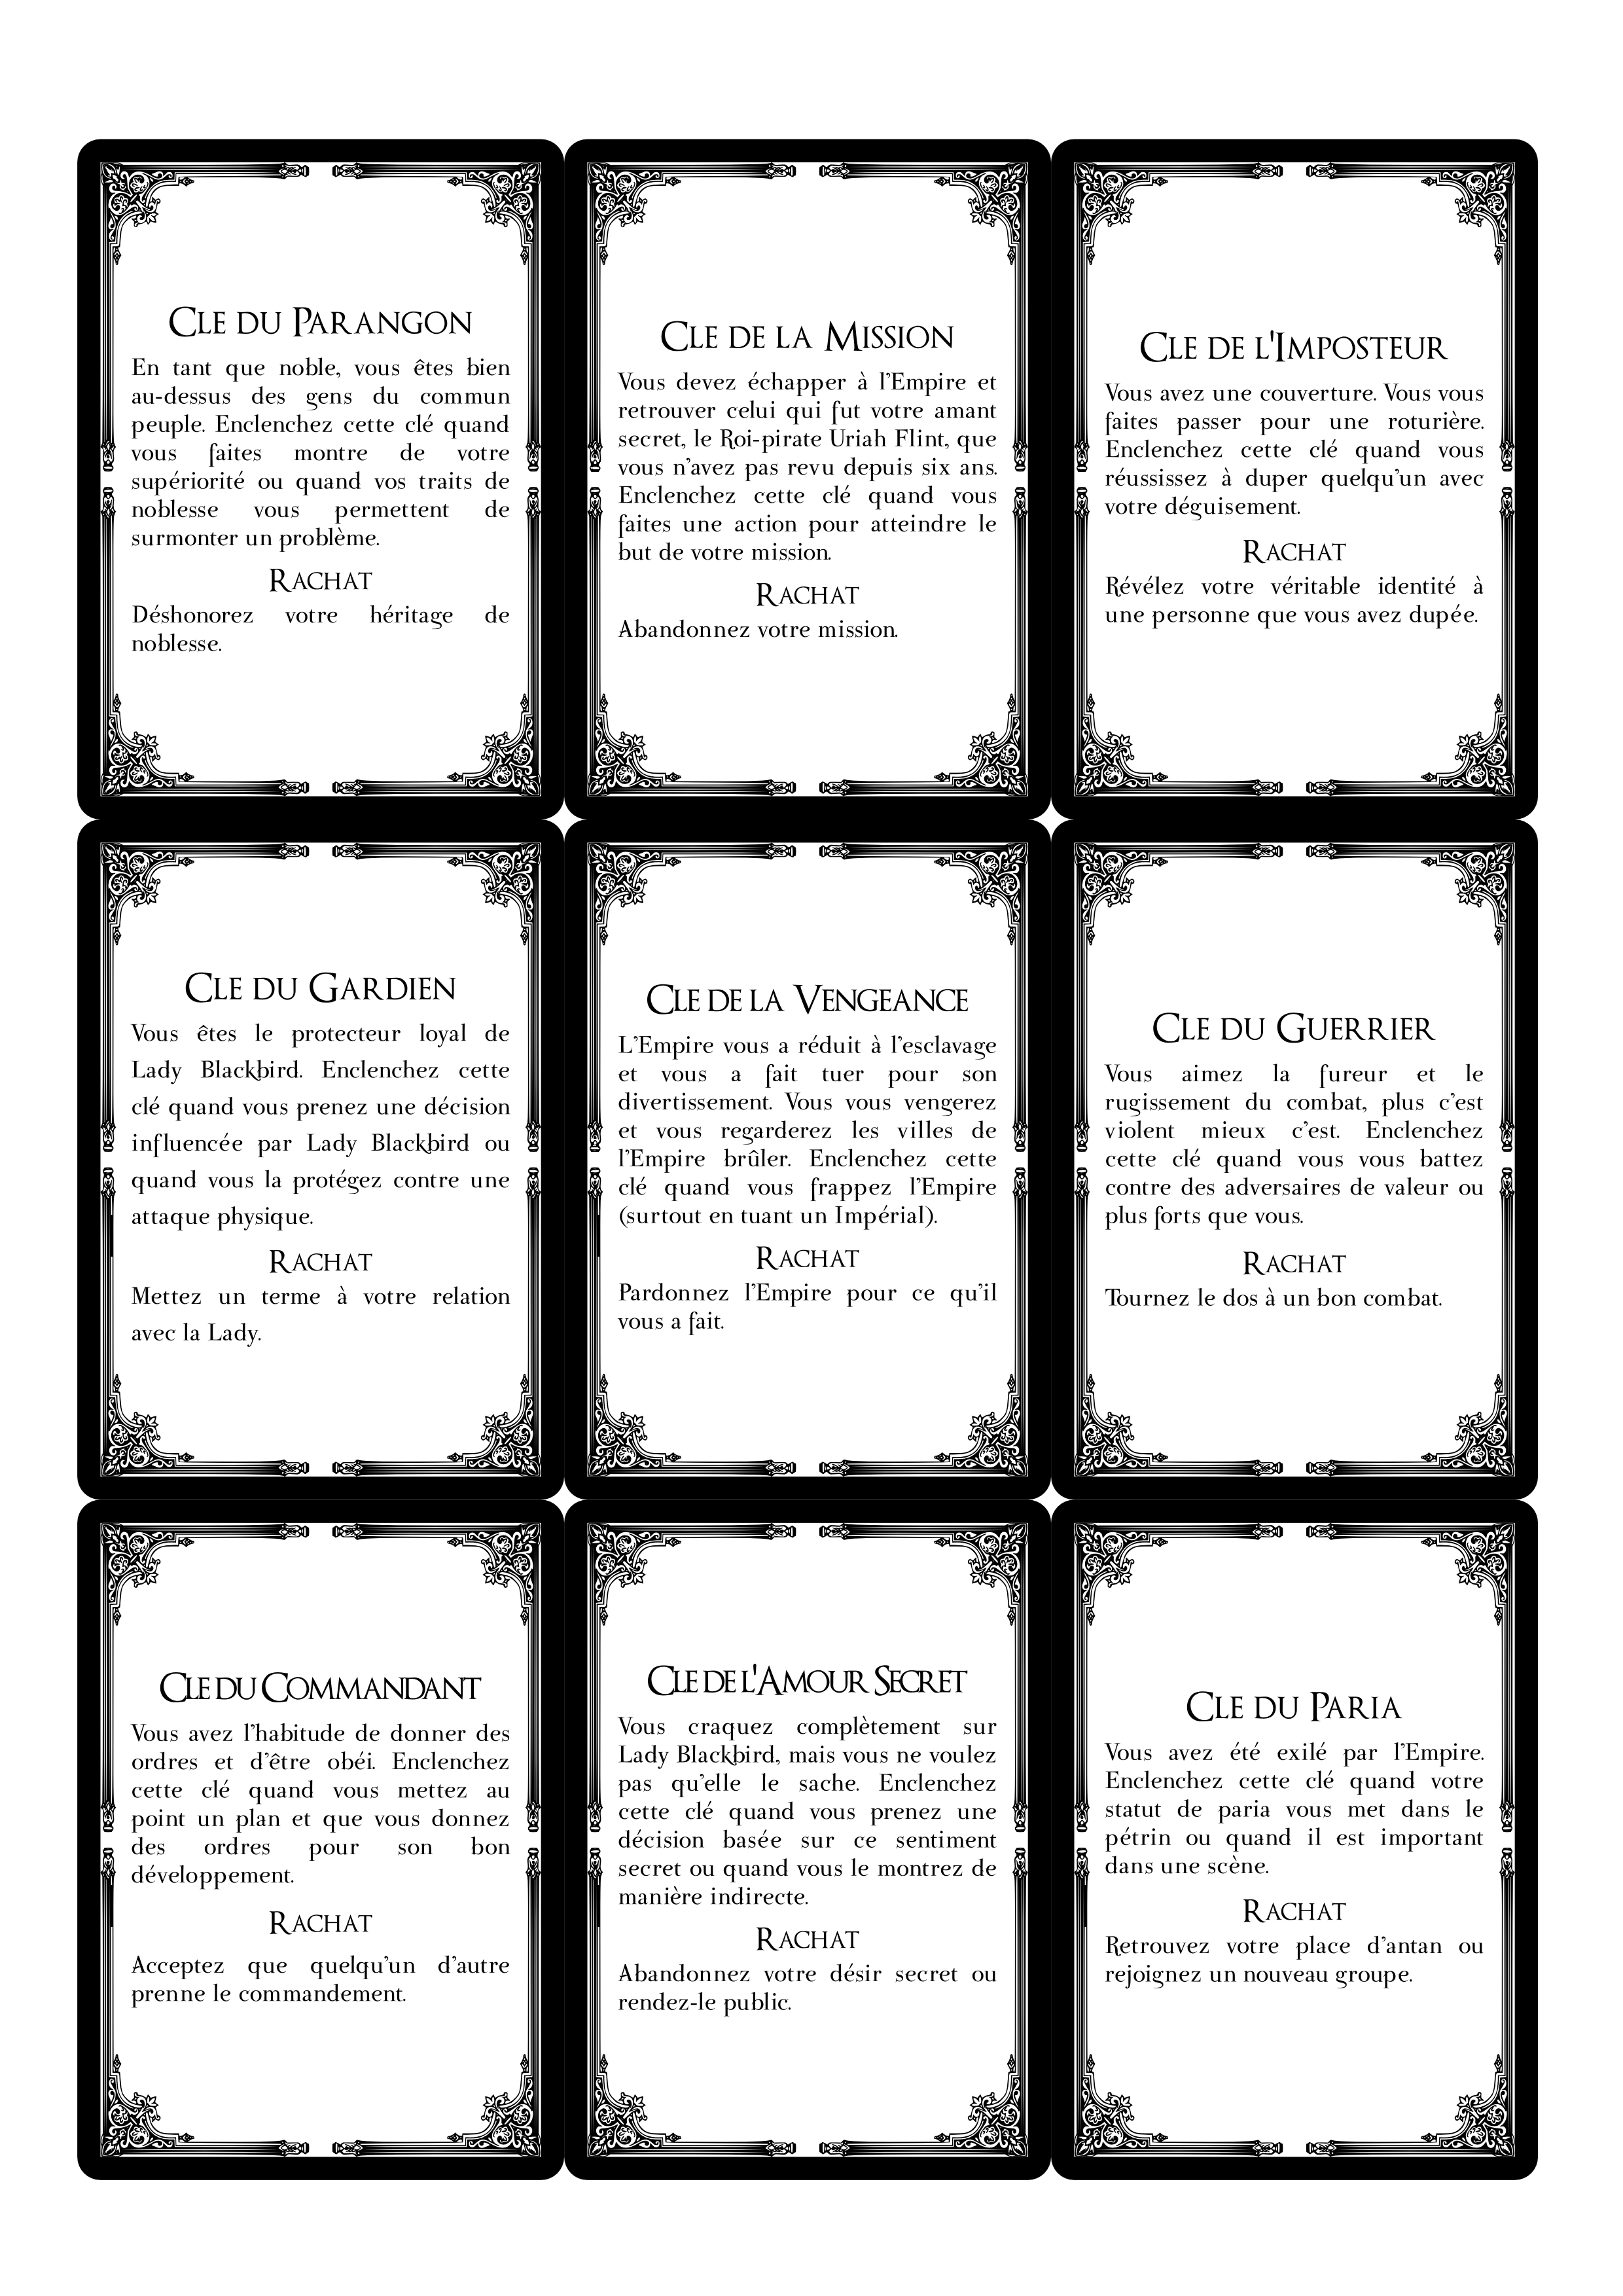 Cle du Parangon
En tant que noble, vous êtes bien
au-dessus des gens du commun
peuple. Enclenchez cette clé quand
vous faites montre de votre
supériorité ou quand vos traits de
noblesse vous permettent de
surmonter un problème.
Rachat
Déshonorez votre héritage de
noblesse.
Cle de la Mission
Vous devez échapper à l'Empire et
retrouver celui qui fut votre amant
secret, le Roi-pirate Uriah Flint, que
vous n'avez pas revu depuis six ans.
Enclenchez cette clé quand vous
faites une action pour atteindre le
but de votre mission.
Rachat
Abandonnez votre mission.
Cle de l'Imposteur
Vous avez une couverture. Vous vous
faites passer pour une roturière.
Enclenchez cette clé quand vous
réussissez à duper quelqu'un avec
votre déguisement.
Rachat
Révélez votre véritable identité à
une personne que vous avez dupée.
Cle du Gardien
Vous êtes le protecteur loyal de
Lady Blackbird. Enclenchez cette
clé quand vous prenez une décision
influencée par Lady Blackbird ou
quand vous la protégez contre une
attaque physique.
Rachat
Mettez un terme à votre relation
avec la Lady.
Cle de la Vengeance
L'Empire vous a réduit à l'esclavage
et vous a fait tuer pour son
divertissement. Vous vous vengerez
et vous regarderez les villes de
l'Empire brûler. Enclenchez cette
clé quand vous frappez l'Empire
(surtout en tuant un Impérial).
Rachat
Pardonnez l'Empire pour ce qu'il
vous a fait.
Cle du Guerrier
Vous aimez la fureur et le
rugissement du combat, plus c'est
violent mieux c'est. Enclenchez
cette clé quand vous vous battez
contre des adversaires de valeur ou
plus forts que vous.
Rachat
Tournez le dos à un bon combat.
Cle du Commandant
Vous avez l'habitude de donner des
ordres et d'être obéi. Enclenchez
cette clé quand vous mettez au
point un plan et que vous donnez
des ordres pour son bon
développement.
Rachat
Acceptez que quelqu'un d'autre
prenne le commandement.
Cle de l'Amour Secret
Vous craquez complètement sur
Lady Blackbird, mais vous ne voulez
pas qu'elle le sache. Enclenchez
cette clé quand vous prenez une
décision basée sur ce sentiment
secret ou quand vous le montrez de
manière indirecte.
Rachat
Abandonnez votre désir secret ou
rendez-le public.
Cle du Paria
Vous avez été exilé par l'Empire.
Enclenchez cette clé quand votre
statut de paria vous met dans le
pétrin ou quand il est important
dans une scène.
Rachat
Retrouvez votre place d'antan ou
rejoignez un nouveau groupe.